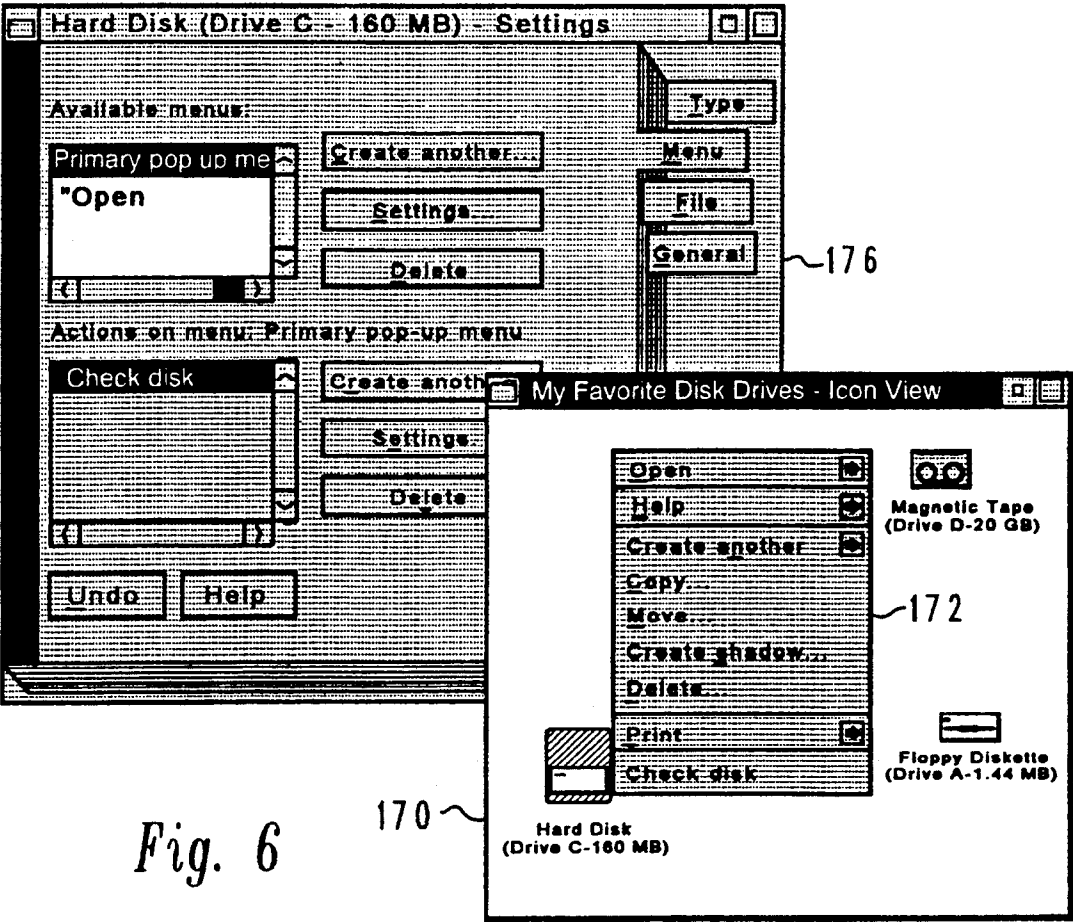 Hard Disk (Drive C - 160 MB) - Settings
Available menus:
Primary pop up me
"Open
Create another...
Settings...
Delete
Type
Menu
File
General
176
Actions on menu: Primary pop-up menu
Check disk
Create anoth
Settings.
Delete
Undo
Help
My Favorite Disk Drives - Icon View
Open
Help
Create another
Copy...
Move...
Create shadow...
Delete...
Print
Check disk
172
Magnetic Tape
(Drive D-20 GB)
Floppy Diskette
(Drive A-1.44 MB)
Hard Disk
(Drive C-160 MB)
170
Fig. 6